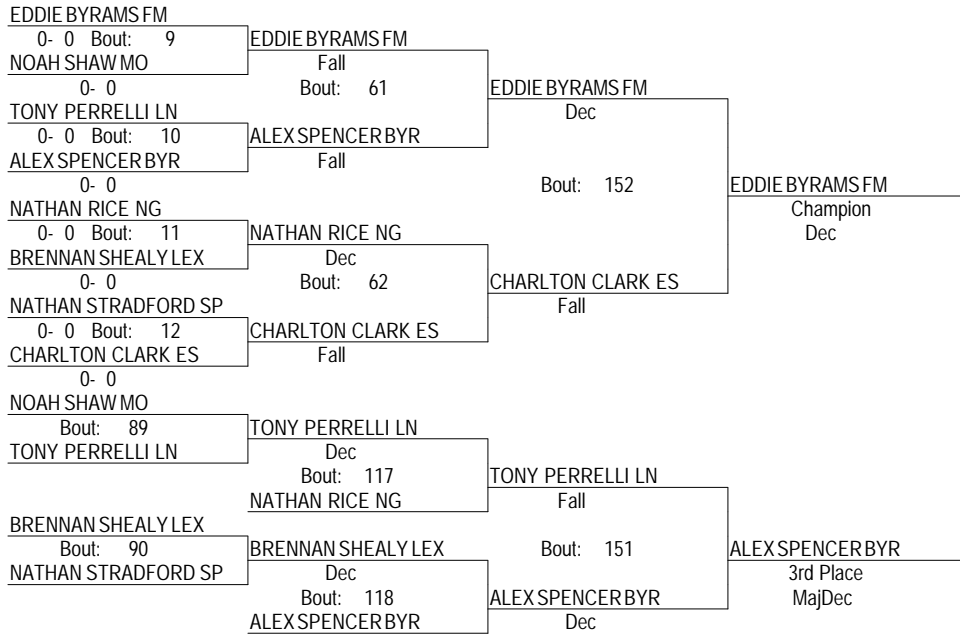 EDDIE BYRAMS FM
0- 0 Bout: 9 EDDIE BYRAMS FM
NOAH SHAW MO Fall
0- 0 Bout: 61 EDDIE BYRAMS FM
TONY PERRELLI LN Dec
0- 0 Bout: 10 ALEX SPENCER BYR
ALEX SPENCER BYR Fall
0- 0 Bout: 152 EDDIE BYRAMS FM
NATHAN RICE NG Champion
0- 0 Bout: 11 NATHAN RICE NG Dec
BRENNAN SHEALY LEX Dec
0- 0 Bout: 62 CHARLTON CLARK ES
NATHAN STRADFORD SP Fall
0- 0 Bout: 12 CHARLTON CLARK ES
CHARLTON CLARK ES Fall
0- 0
NOAH SHAW MO
Bout: 89 TONY PERRELLI LN
TONY PERRELLI LN Dec
Bout: 117 TONY PERRELLI LN
NATHAN RICE NG Fall
BRENNAN SHEALY LEX
Bout: 90 BRENNAN SHEALY LEX Bout: 151 ALEX SPENCER BYR
NATHAN STRADFORD SP Dec 3rd Place
Bout: 118 ALEX SPENCER BYR MajDec
ALEX SPENCER BYR Dec